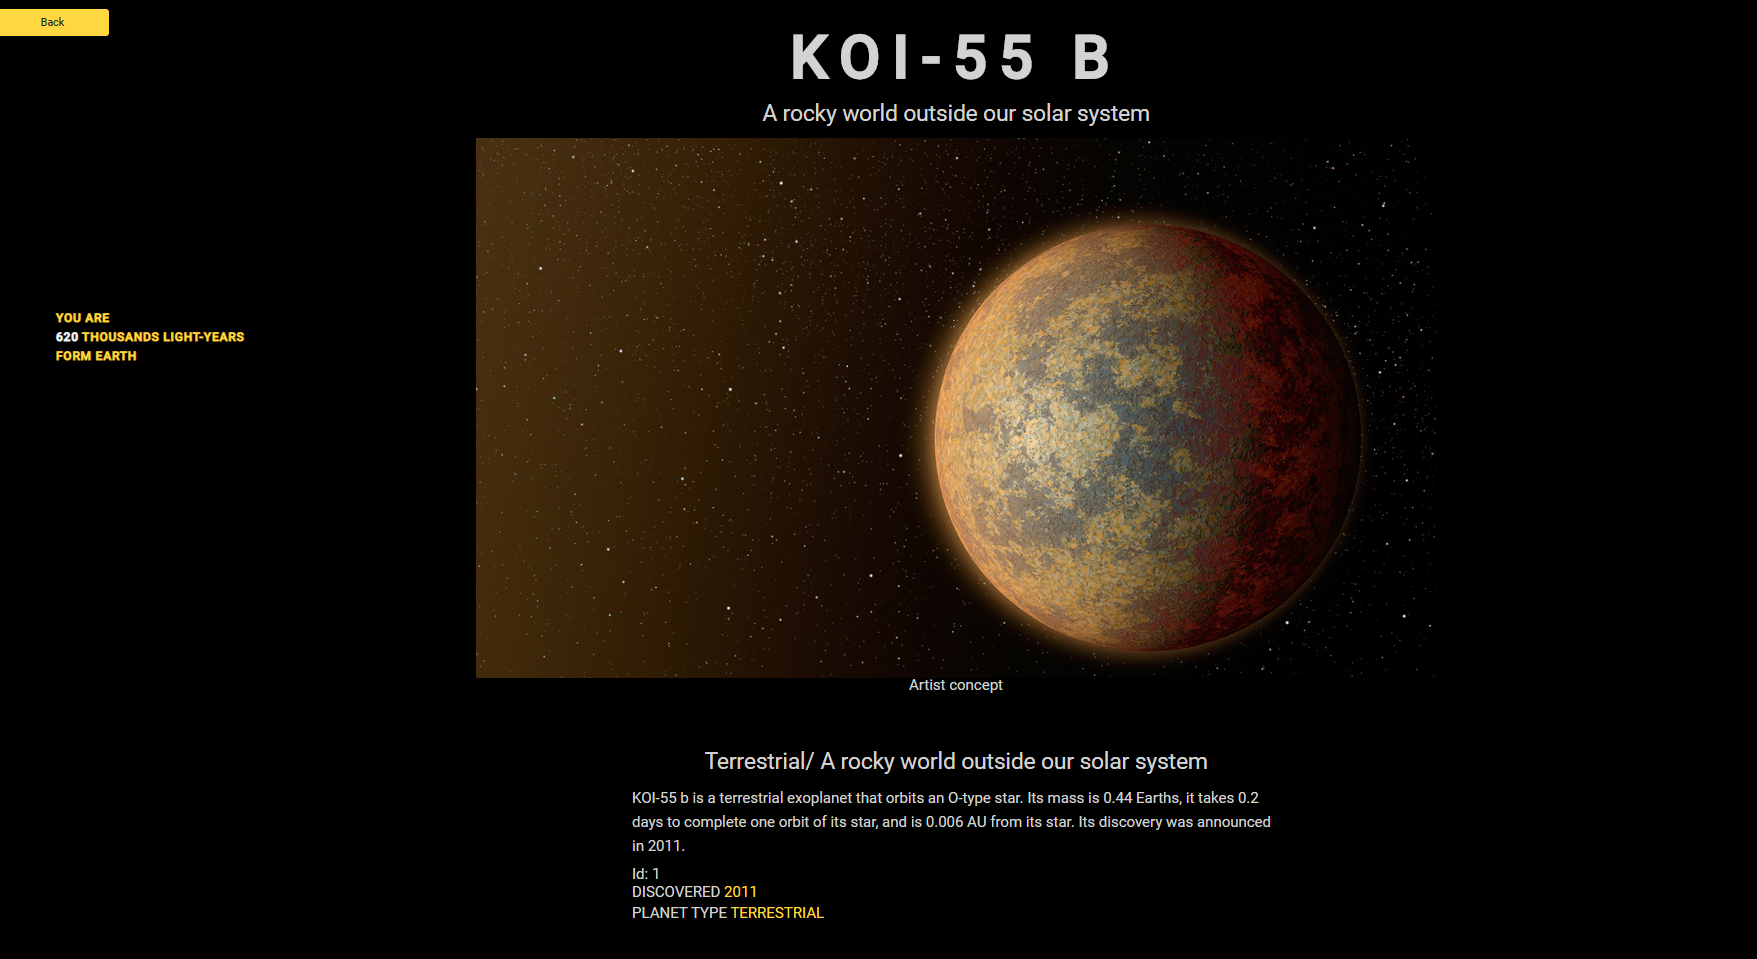 Back
KOI-55 B
A rocky world outside our solar system
YOU ARE
620 THOUSANDS LIGHT-YEARS
FORM EARTH
Artist concept
Terrestrial/ A rocky world outside our solar system
KOI-55 b is a terrestrial exoplanet that orbits an O-type star. Its mass is 0.44 Earths, it takes 0.2
days to complete one orbit of its star, and is 0.006 AU from its star. Its discovery was announced
in 2011.
Id: 1
DISCOVERED 2011
PLANET TYPE TERRESTRIAL